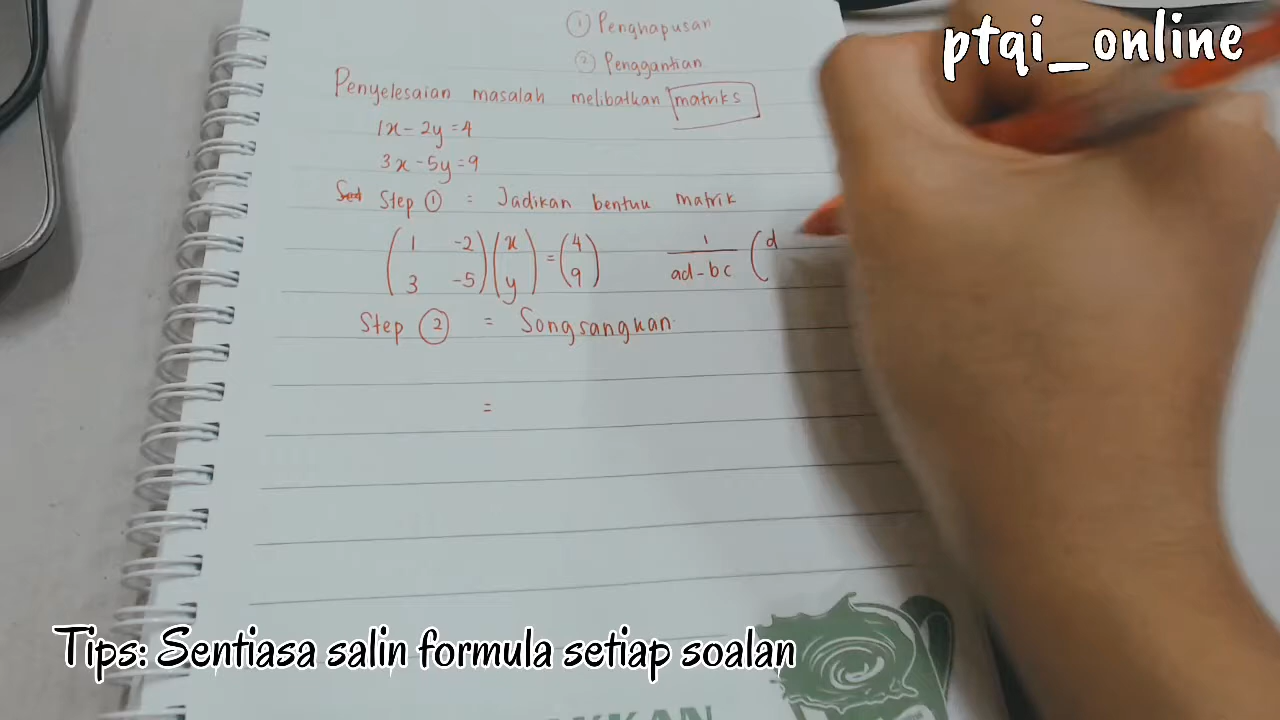 ptqi_online
① Penghapusan
② Penggantian
Penyelesaian masalah melibatkan matriks
1x - 2y = 4
3x - 5y = 9
Step ① = Jadikan bentuu matrik
( 1 -2 ) ( x ) = ( 4 ) 1 ( d
( 3 -5 ) ( y ) ( 9 ) ad-bc
Step ② = Songsangkan
=
Tips: Sentiasa salin formula setiap soalan